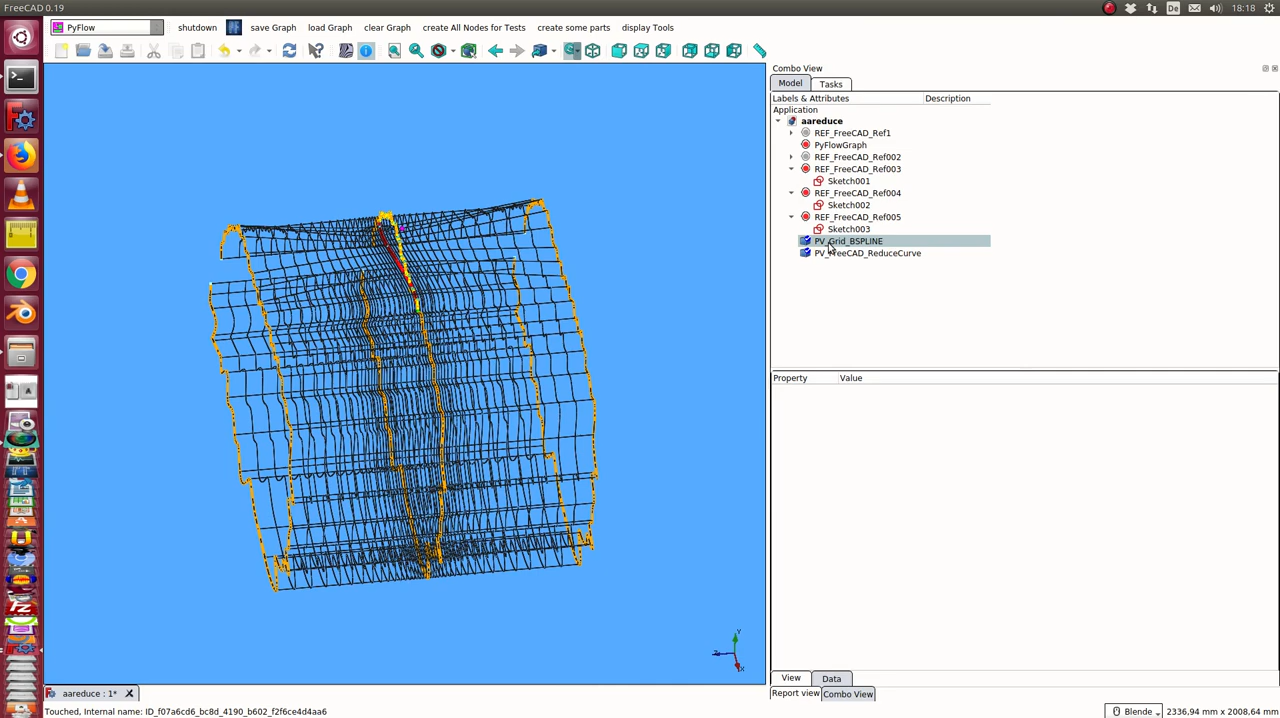 FreeCAD 0.19
De
18:18
PyFlow
shutdown
save Graph
load Graph
clear Graph
create All Nodes for Tests
create some parts
display Tools
Combo View
Model
Tasks
Labels & Attributes
Description
Application
aareduce
REF_FreeCAD_Ref1
PyFlowGraph
REF_FreeCAD_Ref002
REF_FreeCAD_Ref003
Sketch001
REF_FreeCAD_Ref004
Sketch002
REF_FreeCAD_Ref005
Sketch003
PV_Grid_BSPLINE
PV_FreeCAD_ReduceCurve
Property
Value
Y
Z
X
View
Data
aareduce : 1*
Report view
Combo View
Touched, Internal name: ID_f07a6cd6_bc8d_4190_b602_f2f6ce4d4aa6
Blende
2336,94 mm x 2008,64 mm